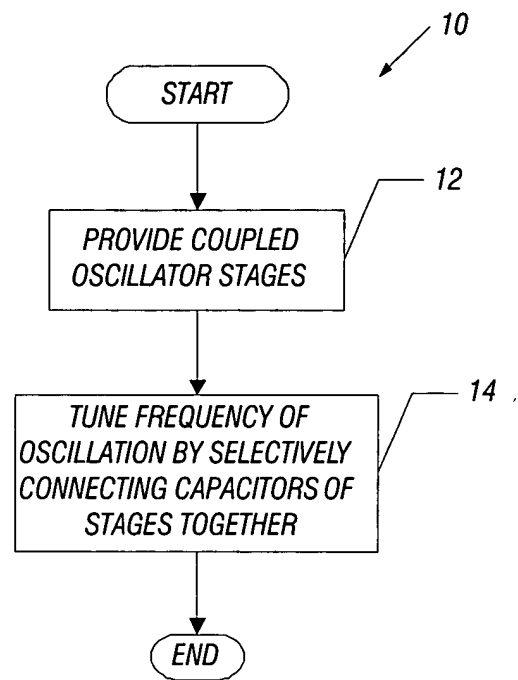 10
START
12
PROVIDE COUPLED
OSCILLATOR STAGES
14
TUNE FREQUENCY OF
OSCILLATION BY SELECTIVELY
CONNECTING CAPACITORS OF
STAGES TOGETHER
END